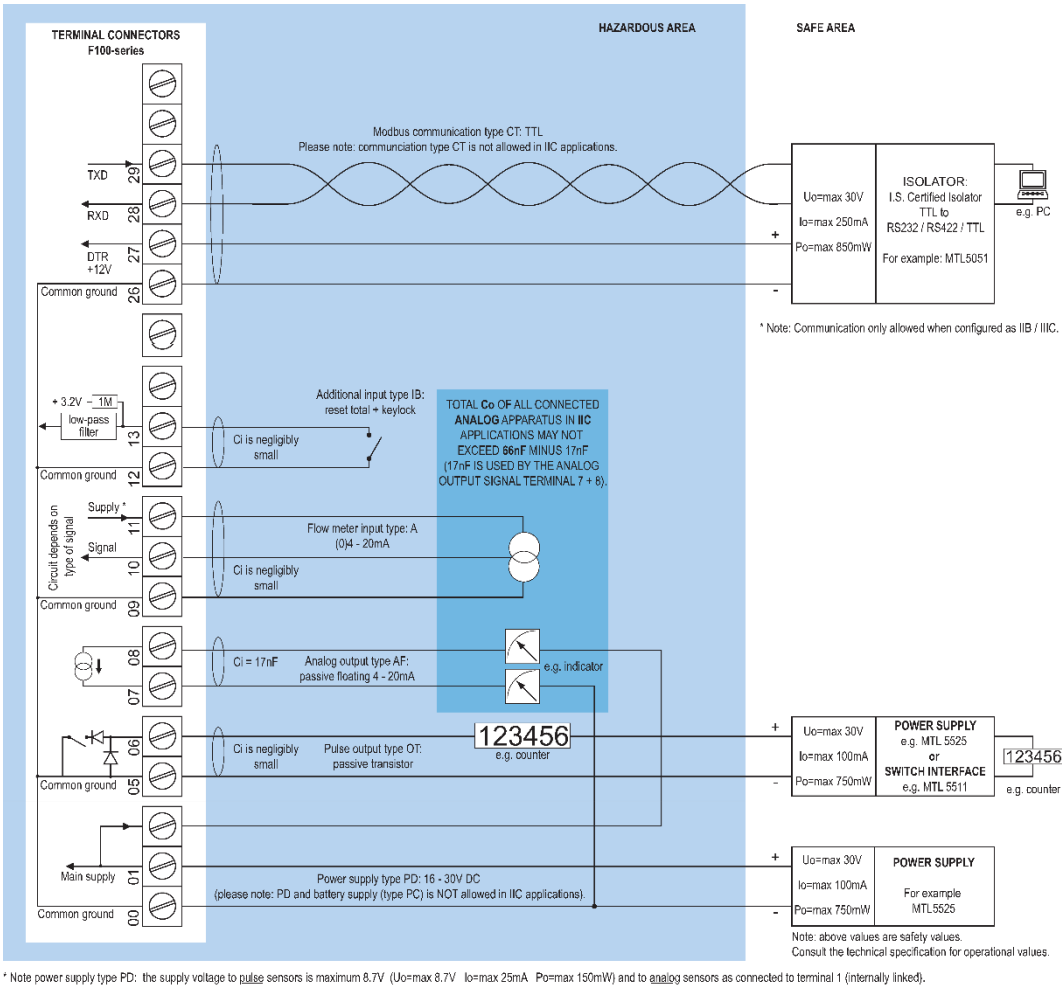 TERMINAL CONNECTORS
F100-series
HAZARDOUS AREA
SAFE AREA
Modbus communication type CT: TTL
Please note: communciation type CT is not allowed in IIC applications.
TXD
29
RXD
28
DTR
+12V
27
Common ground
26
+
-
Uo=max 30V
Io=max 250mA
Po=max 850mW
ISOLATOR:
I.S. Certified Isolator
TTL to
RS232 / RS422 / TTL
For example: MTL5051
e.g. PC
* Note: Communication only allowed when configured as IIB / IIIC.
+ 3.2V
1M
low-pass
filter
13
Common ground
12
Ci is negligibly
small
Additional input type IB:
reset total + keylock
TOTAL Co OF ALL CONNECTED
ANALOG APPARATUS IN IIC
APPLICATIONS MAY NOT
EXCEED 66nF MINUS 17nF
(17nF IS USED BY THE ANALOG
OUTPUT SIGNAL TERMINAL 7 + 8).
Circuit depends on
type of signal
Supply *
11
Signal
10
Common ground
09
Flow meter input type: A
(0)4 - 20mA
Ci is negligibly
small
08
07
Ci = 17nF
Analog output type AF:
passive floating 4 - 20mA
e.g. indicator
06
Common ground
05
Ci is negligibly
small
Pulse output type OT:
passive transistor
123456
e.g. counter
+
-
Uo=max 30V
Io=max 100mA
Po=max 750mW
POWER SUPPLY
e.g. MTL 5525
or
SWITCH INTERFACE
e.g. MTL 5511
123456
e.g. counter
Main supply
01
Common ground
00
Power supply type PD: 16 - 30V DC
(please note: PD and battery supply (type PC) is NOT allowed in IIC applications).
+
-
Uo=max 30V
Io=max 100mA
Po=max 750mW
POWER SUPPLY
For example
MTL5525
Note: above values are safety values.
Consult the technical specification for operational values.
* Note power supply type PD: the supply voltage to pulse sensors is maximum 8.7V (Uo=max 8.7V Io=max 25mA Po=max 150mW) and to analog sensors as connected to terminal 1 (internally linked).